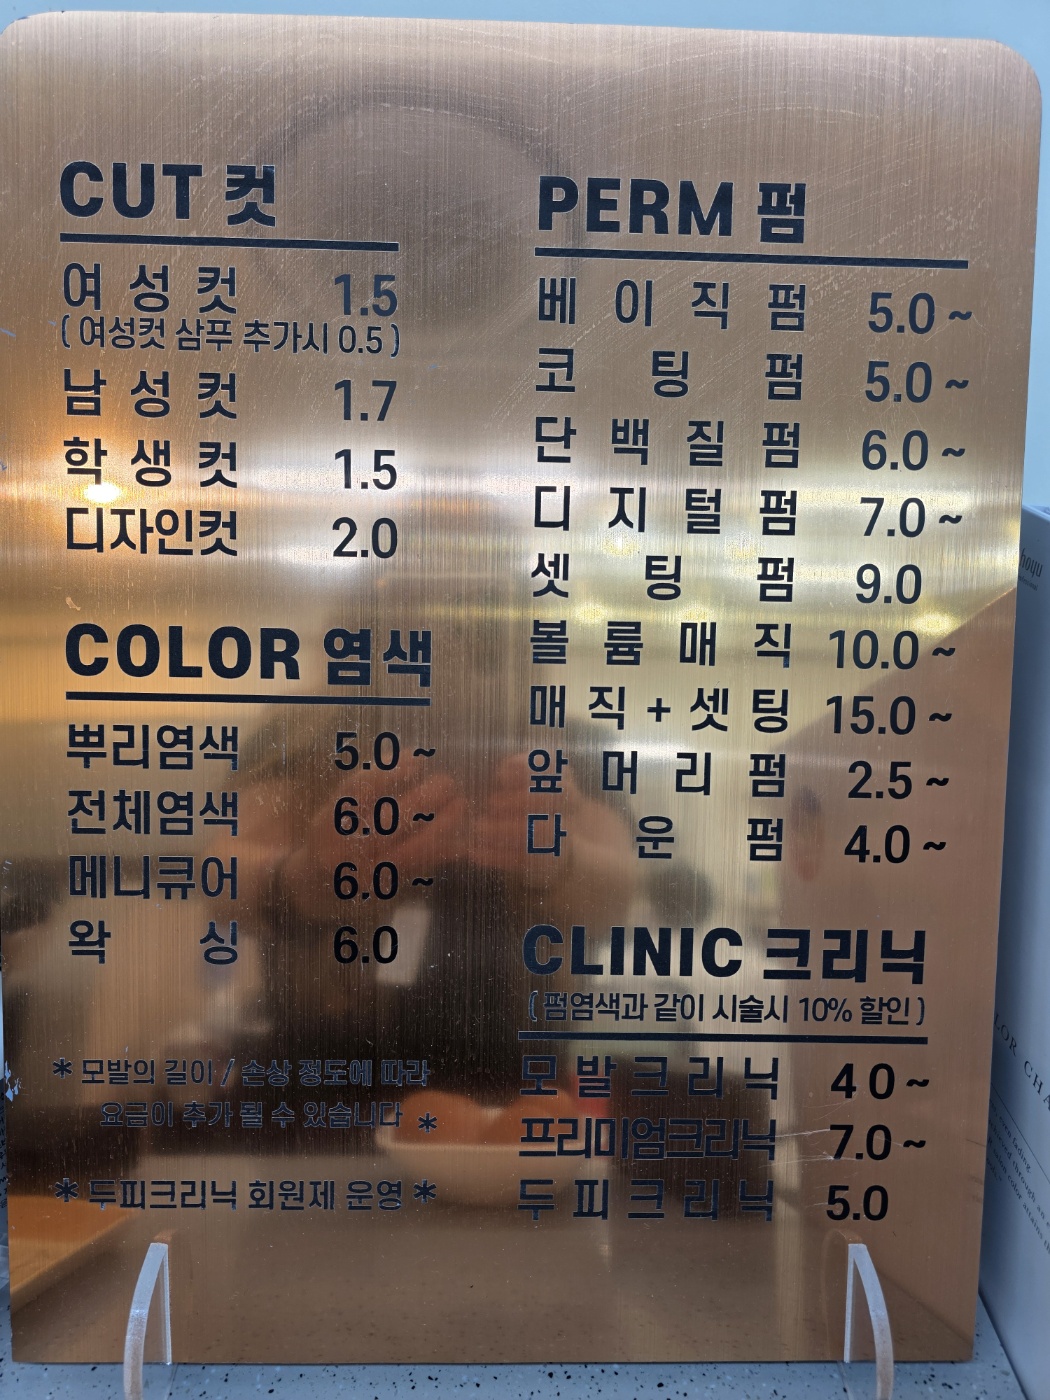 CUT 컷
여성컷 1.5
( 여성컷 샴푸 추가시 0.5 )
남성컷 1.7
학생컷 1.5
디자인컷 2.0
COLOR 염색
뿌리염색 5.0 ~
전체염색 6.0 ~
메니큐어 6.0 ~
왁싱 6.0
* 모발의 길이 / 손상 정도에 따라
요금이 추가 될 수 있습니다 *
* 두피크리닉 회원제 운영 *
PERM 펌
베이직펌 5.0 ~
코팅펌 5.0 ~
단백질펌 6.0 ~
디지털펌 7.0 ~
셋팅펌 9.0
볼륨매직 10.0 ~
매직+셋팅 15.0 ~
앞머리펌 2.5 ~
다운펌 4.0 ~
CLINIC 크리닉
( 펌염색과 같이 시술시 10% 할인 )
모발크리닉 4 0 ~
프리미엄크리닉 7.0 ~
두피크리닉 5.0